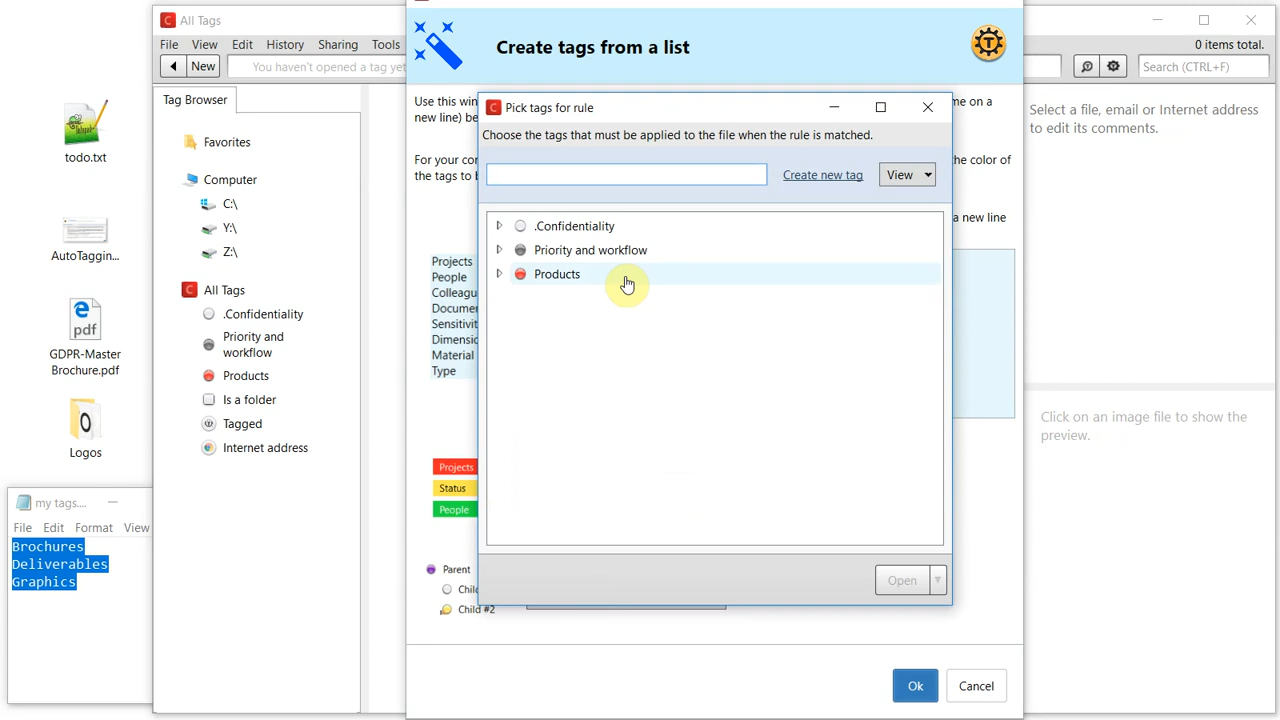 All Tags
File View Edit History Sharing Tools
0 items total.
New
You haven't opened a tag yet
Search (CTRL+F)
Tag Browser
Favorites
Computer
C:\
Y:\
Z:\
All Tags
.Confidentiality
Priority and
workflow
Products
Is a folder
Tagged
Internet address
todo.txt
AutoTaggin...
pdf
GDPR-Master
Brochure.pdf
Logos
my tags....
File Edit Format View
Brochures
Deliverables
Graphics
Create tags from a list
Use this win
me on a
new line) be
For your co
he color of
the tags to b
a new line
Projects
People
Colleagu
Documer
Sensitivit
Dimensic
Material
Type
Projects
Status
People
Parent
Chil
Child #2
Ok
Cancel
Pick tags for rule
Choose the tags that must be applied to the file when the rule is matched.
Create new tag
View
.Confidentiality
Priority and workflow
Products
Open
Select a file, email or Internet address
to edit its comments.
Click on an image file to show the
preview.